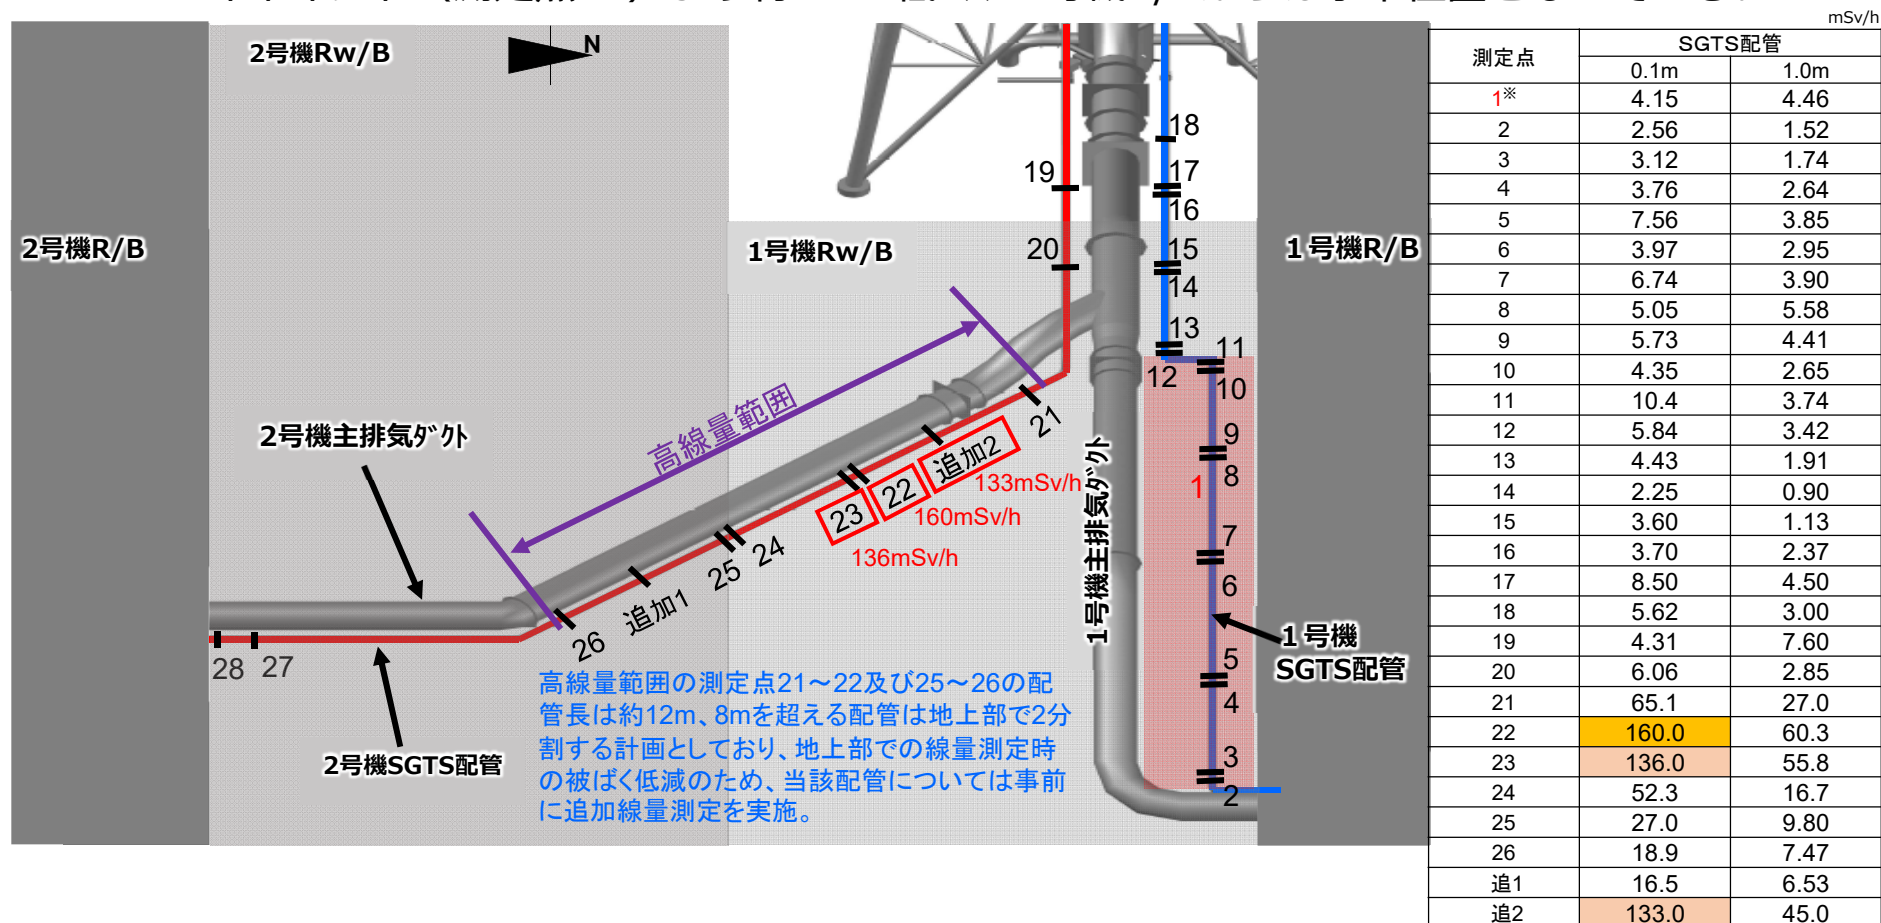 mSv/h
2号機Rw/B
N
2号機R/B
1号機Rw/B
1号機R/B
18
17
16
15
14
13
12
11
10
9
8
1
7
6
5
4
3
2
19
20
21
高線量範囲
追加2
133mSv/h
22
160mSv/h
23
136mSv/h
24
25
追加1
26
27
28
2号機主排気ダクト
2号機SGTS配管
1号機主排気ダクト
1号機
SGTS配管
高線量範囲の測定点21～22及び25～26の配
管長は約12m、8mを超える配管は地上部で2分
割する計画としており、地上部での線量測定時
の被ばく低減のため、当該配管については事前
に追加線量測定を実施。
測定点 SGTS配管
0.1m 1.0m
1※ 4.15 4.46
2 2.56 1.52
3 3.12 1.74
4 3.76 2.64
5 7.56 3.85
6 3.97 2.95
7 6.74 3.90
8 5.05 5.58
9 5.73 4.41
10 4.35 2.65
11 10.4 3.74
12 5.84 3.42
13 4.43 1.91
14 2.25 0.90
15 3.60 1.13
16 3.70 2.37
17 8.50 4.50
18 5.62 3.00
19 4.31 7.60
20 6.06 2.85
21 65.1 27.0
22 160.0 60.3
23 136.0 55.8
24 52.3 16.7
25 27.0 9.80
26 18.9 7.47
追1 16.5 6.53
追2 133.0 45.0